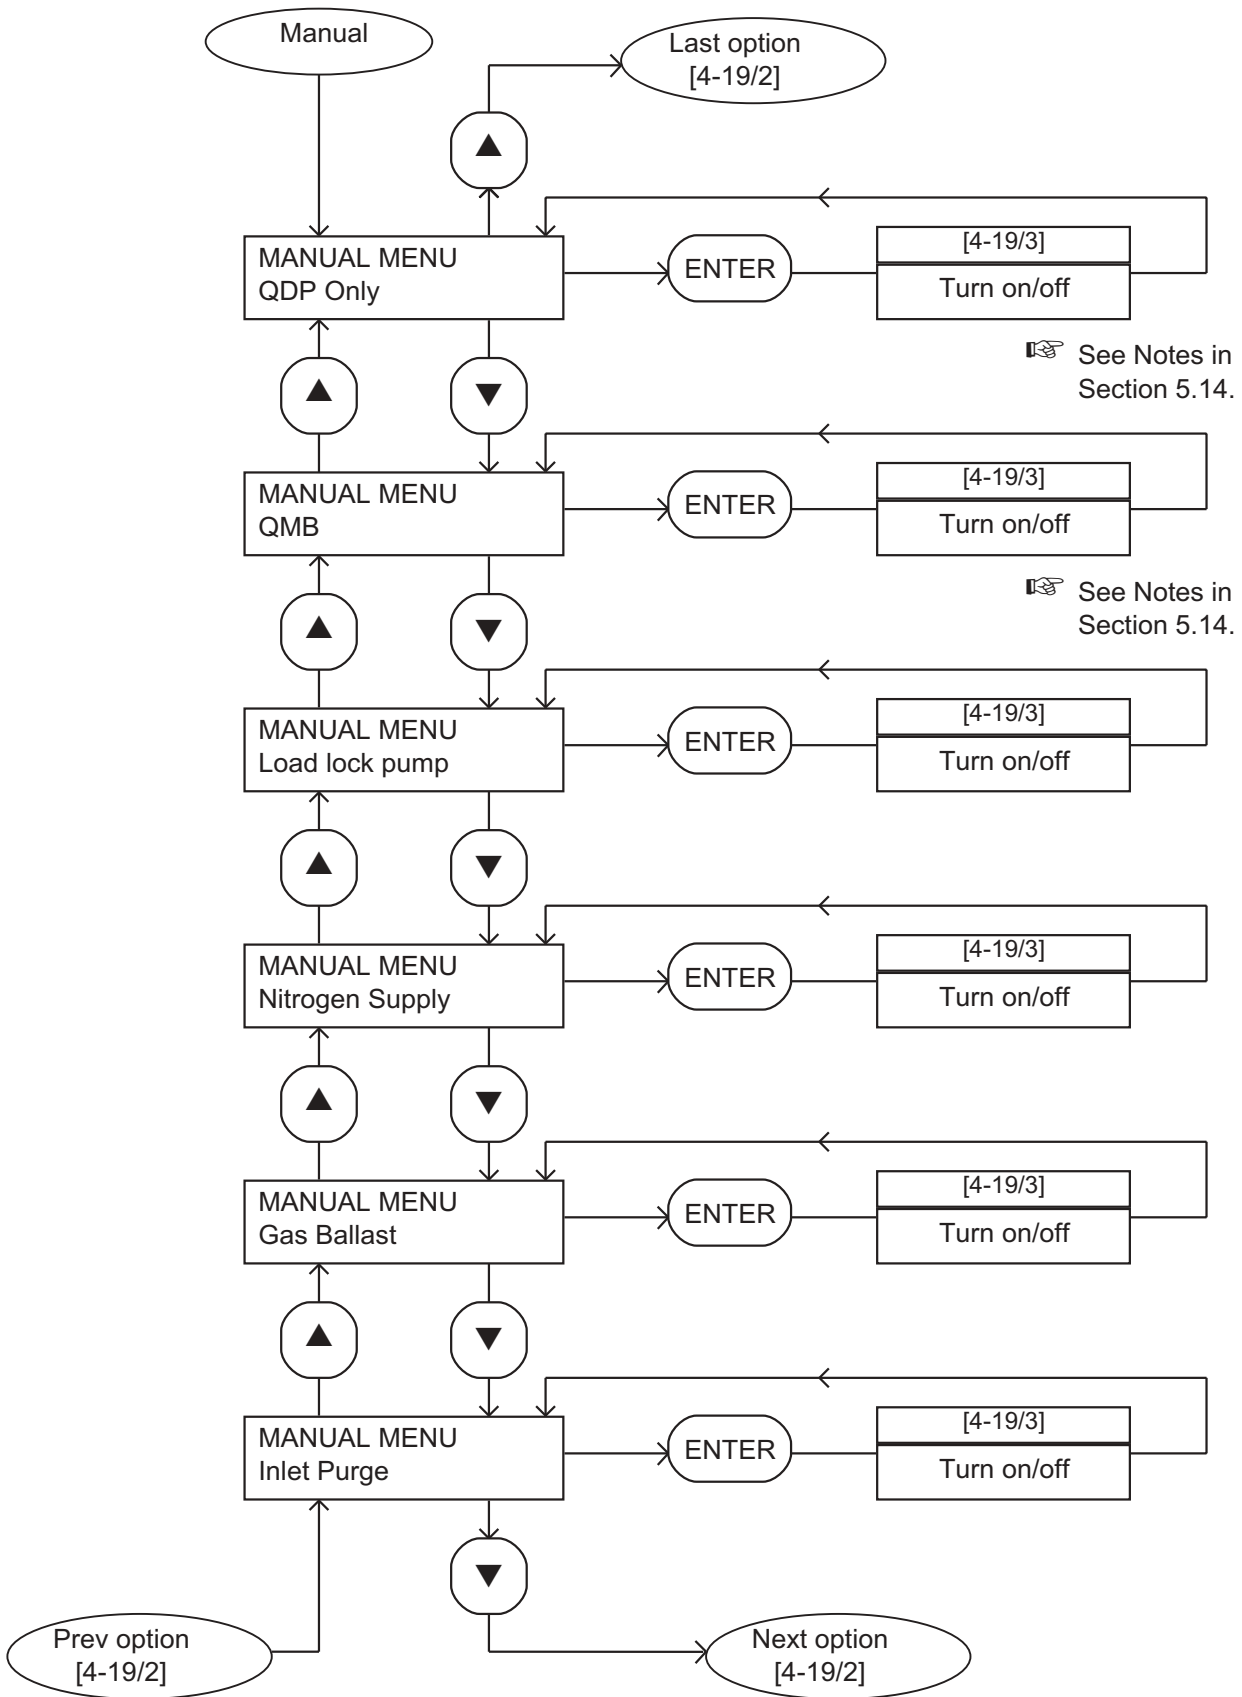 Manual
Last option
[4-19/2]
▲
MANUAL MENU
QDP Only
ENTER
[4-19/3]
Turn on/off
☞ See Notes in
Section 5.14.
▲
▼
MANUAL MENU
QMB
ENTER
[4-19/3]
Turn on/off
☞ See Notes in
Section 5.14.
▲
▼
MANUAL MENU
Load lock pump
ENTER
[4-19/3]
Turn on/off
▲
▼
MANUAL MENU
Nitrogen Supply
ENTER
[4-19/3]
Turn on/off
▲
▼
MANUAL MENU
Gas Ballast
ENTER
[4-19/3]
Turn on/off
▲
▼
MANUAL MENU
Inlet Purge
ENTER
[4-19/3]
Turn on/off
▼
Prev option
[4-19/2]
Next option
[4-19/2]